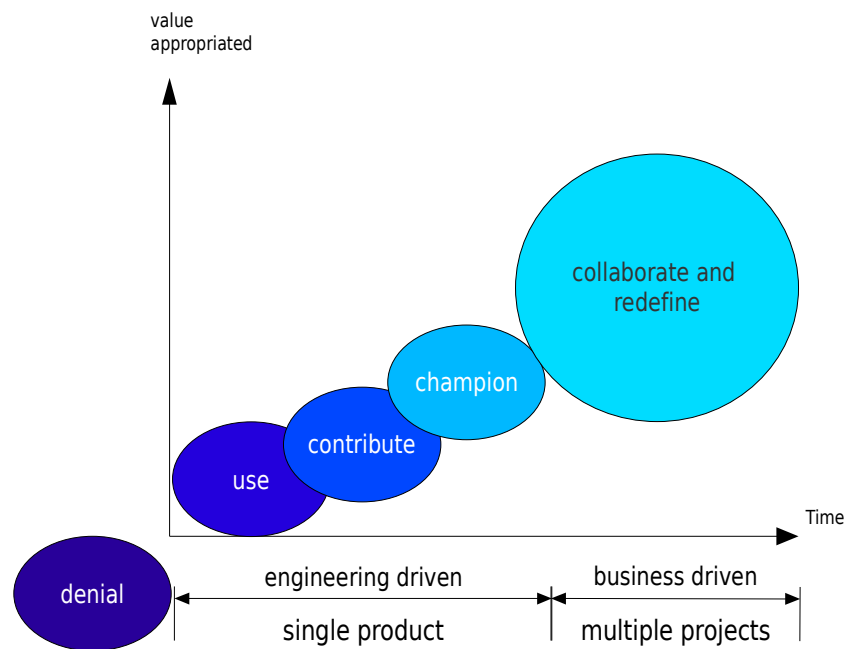 value
appropriated
collaborate and
redefine
champion
contribute
use
Time
denial
engineering driven
business driven
single product
multiple projects